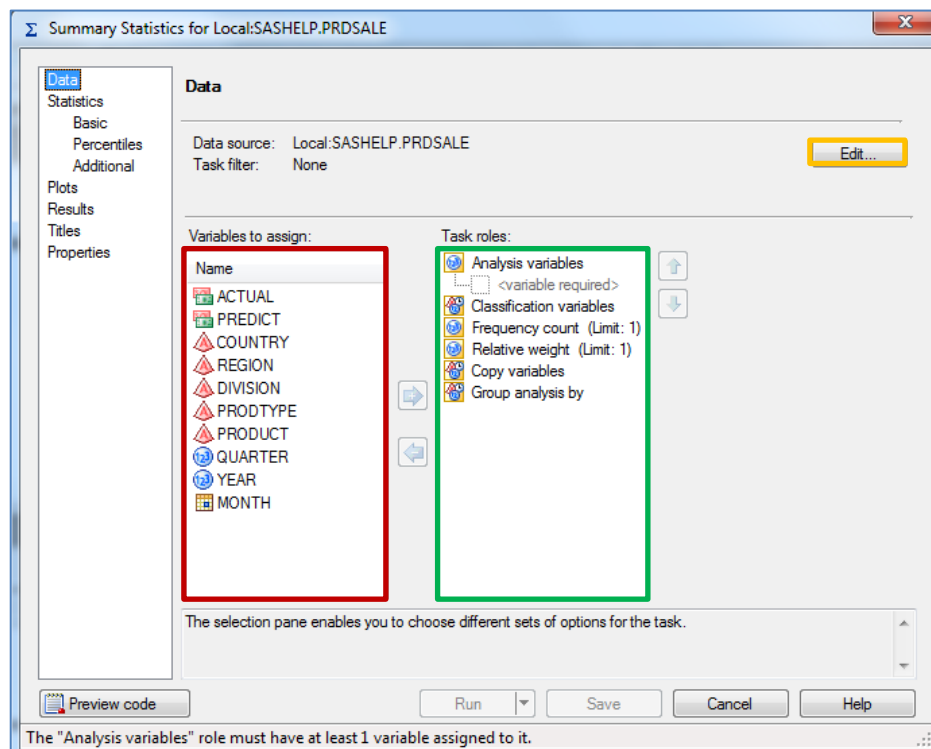 Σ Summary Statistics for Local:SASHELP.PRDSALE
Data
Statistics
Basic
Percentiles
Additional
Plots
Results
Titles
Properties
Data
Data source: Local:SASHELP.PRDSALE
Task filter: None
Edit...
Variables to assign:
Name
ACTUAL
PREDICT
COUNTRY
REGION
DIVISION
PRODTYPE
PRODUCT
QUARTER
YEAR
MONTH
Task roles:
Analysis variables
<variable required>
Classification variables
Frequency count (Limit: 1)
Relative weight (Limit: 1)
Copy variables
Group analysis by
The selection pane enables you to choose different sets of options for the task.
Preview code
Run
Save
Cancel
Help
The "Analysis variables" role must have at least 1 variable assigned to it.